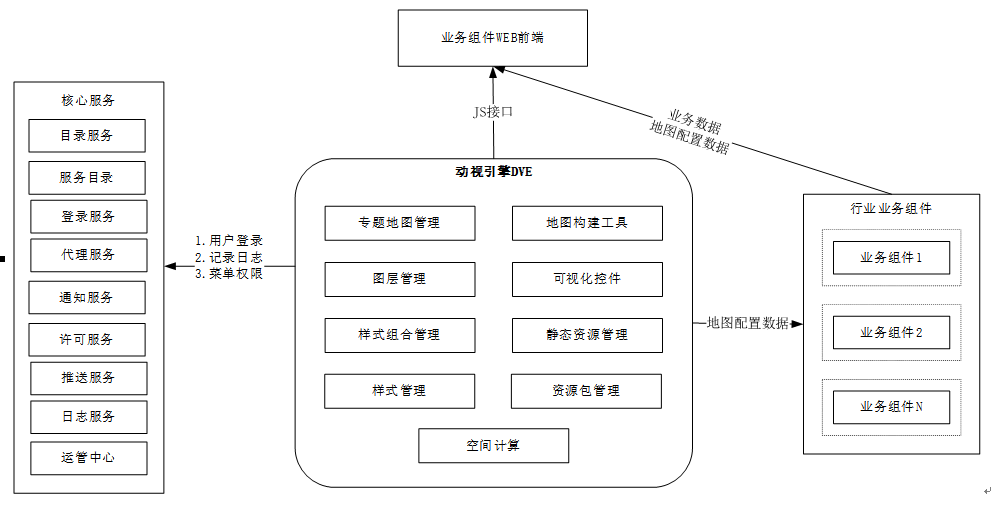 业务组件WEB前端
核心服务
目录服务
服务目录
登录服务
代理服务
通知服务
许可服务
推送服务
日志服务
运管中心
1.用户登录
2.记录日志
3.菜单权限
JS接口
动视引擎DVE
专题地图管理
地图构建工具
图层管理
可视化控件
样式组合管理
静态资源管理
样式管理
资源包管理
空间计算
业务数据
地图配置数据
地图配置数据
行业业务组件
业务组件1
业务组件2
业务组件N